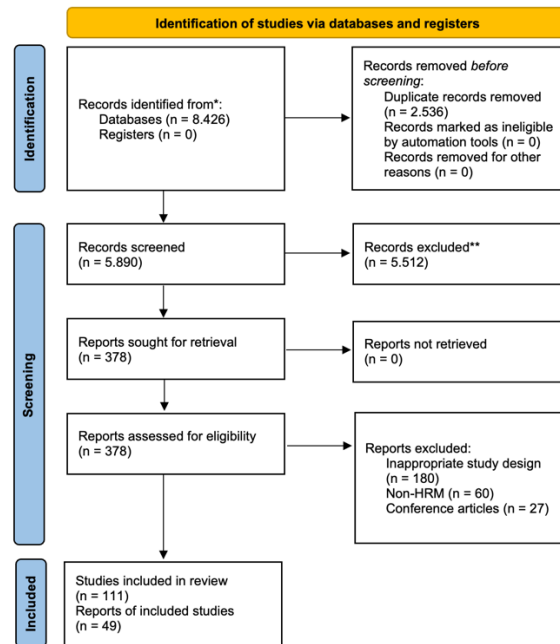 Identification of studies via databases and registers
Identification
Records identified from*:
Databases (n = 8.426)
Registers (n = 0)
Records removed before
screening:
Duplicate records removed
(n = 2.536)
Records marked as ineligible
by automation tools (n = 0)
Records removed for other
reasons (n = 0)
Screening
Records screened
(n = 5.890)
Records excluded**
(n = 5.512)
Reports sought for retrieval
(n = 378)
Reports not retrieved
(n = 0)
Reports assessed for eligibility
(n = 378)
Reports excluded:
Inappropriate study design
(n = 180)
Non-HRM (n = 60)
Conference articles (n = 27)
Included
Studies included in review
(n = 111)
Reports of included studies
(n = 49)